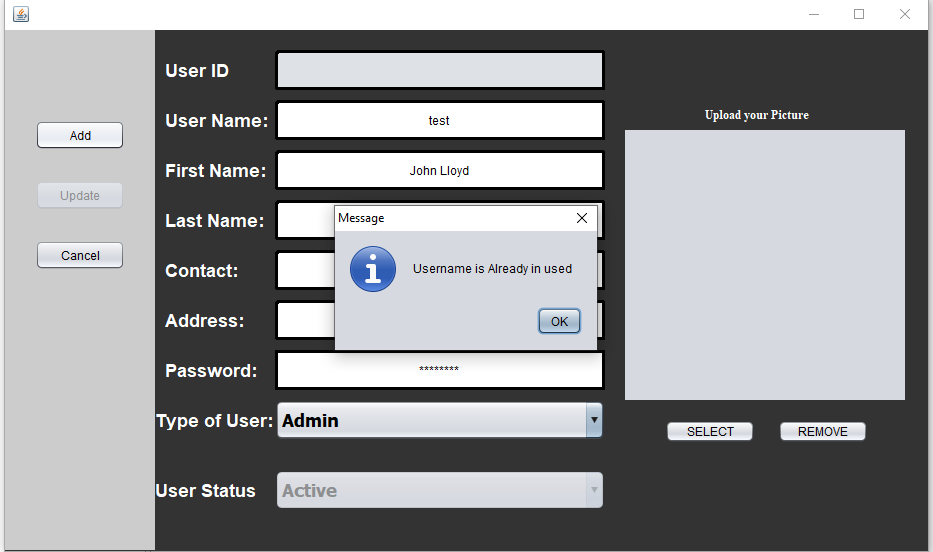 User ID
User Name:
test
First Name:
John Lloyd
Last Name:
Contact:
Address:
Password:
********
Type of User:
Admin
User Status
Active
Add
Update
Cancel
Message
Username is Already in used
OK
Upload your Picture
SELECT
REMOVE